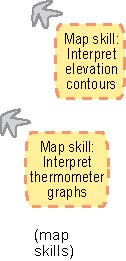 Map skill:
Interpret
elevation
contours
Map skill:
Interpret
thermometer
graphs
(map
skills)